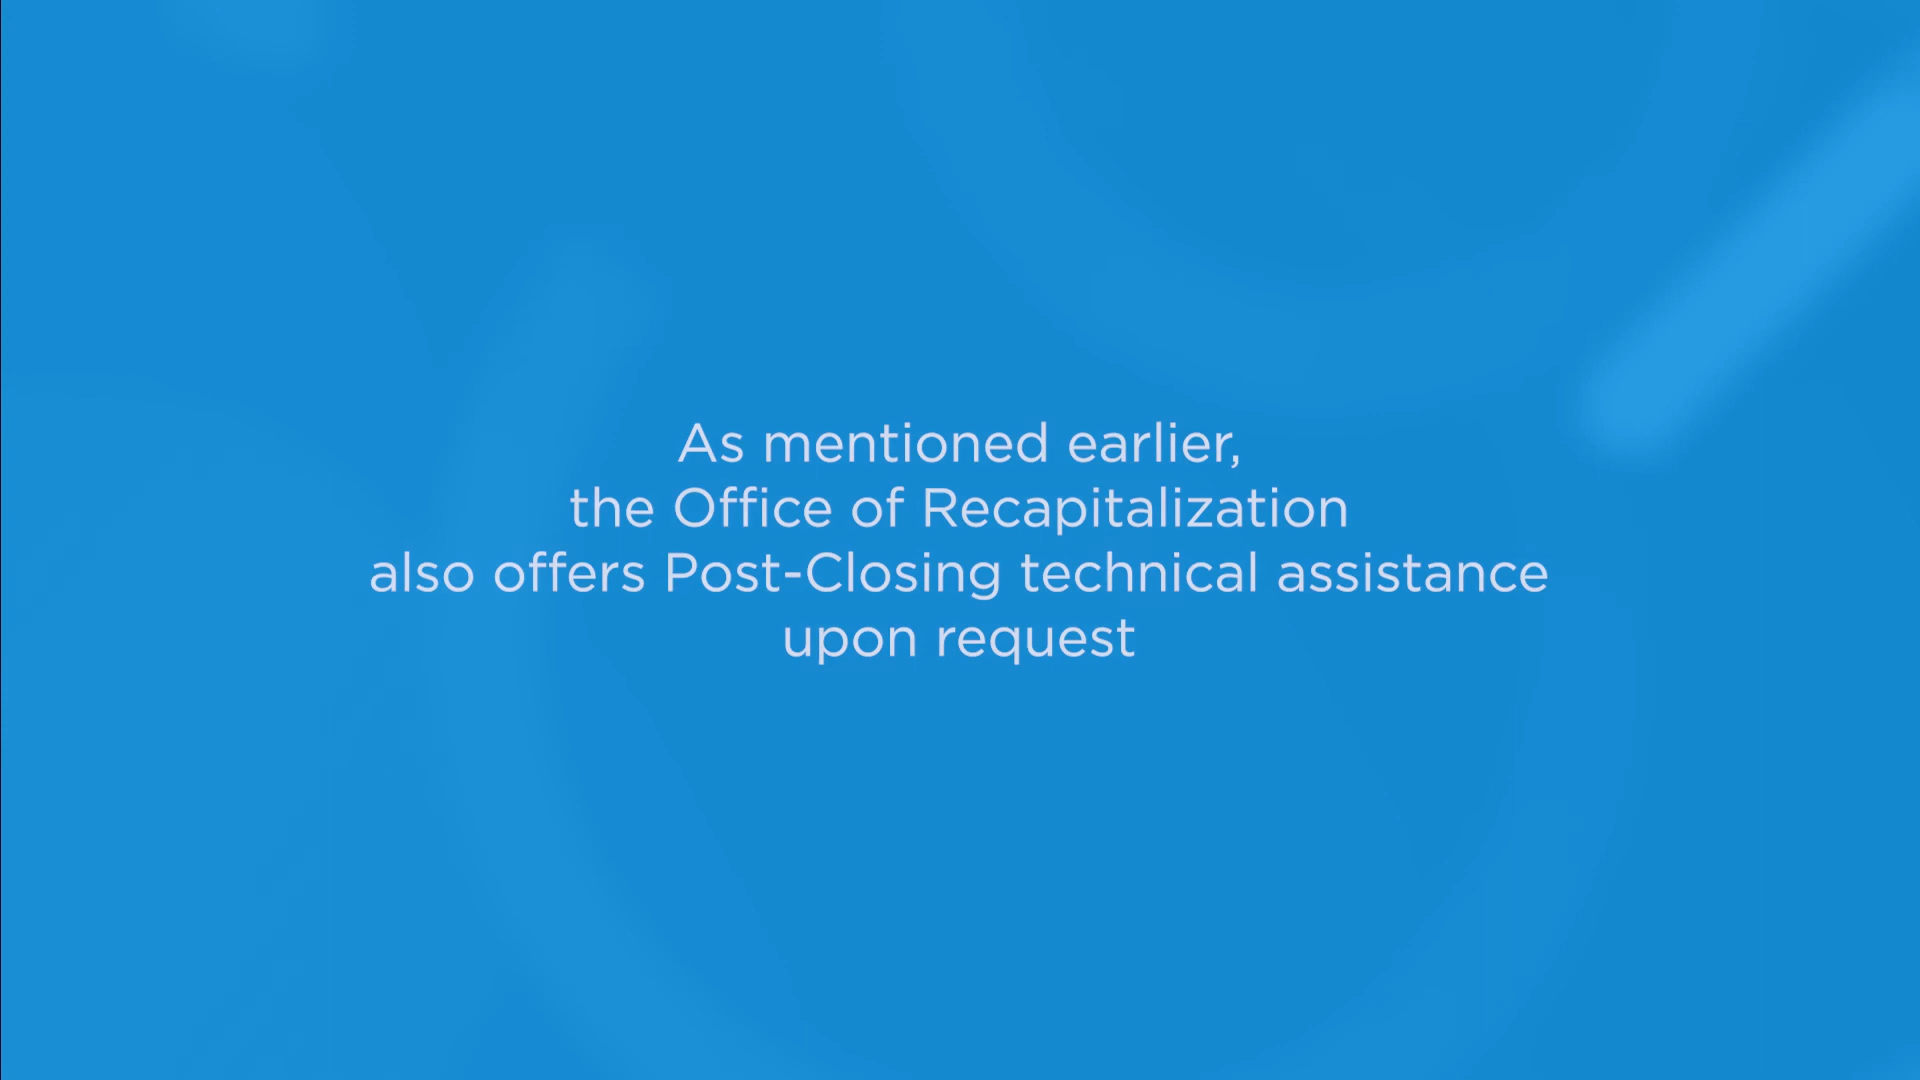 As mentioned earlier,
the Office of Recapitalization
also offers Post-Closing technical assistance
upon request